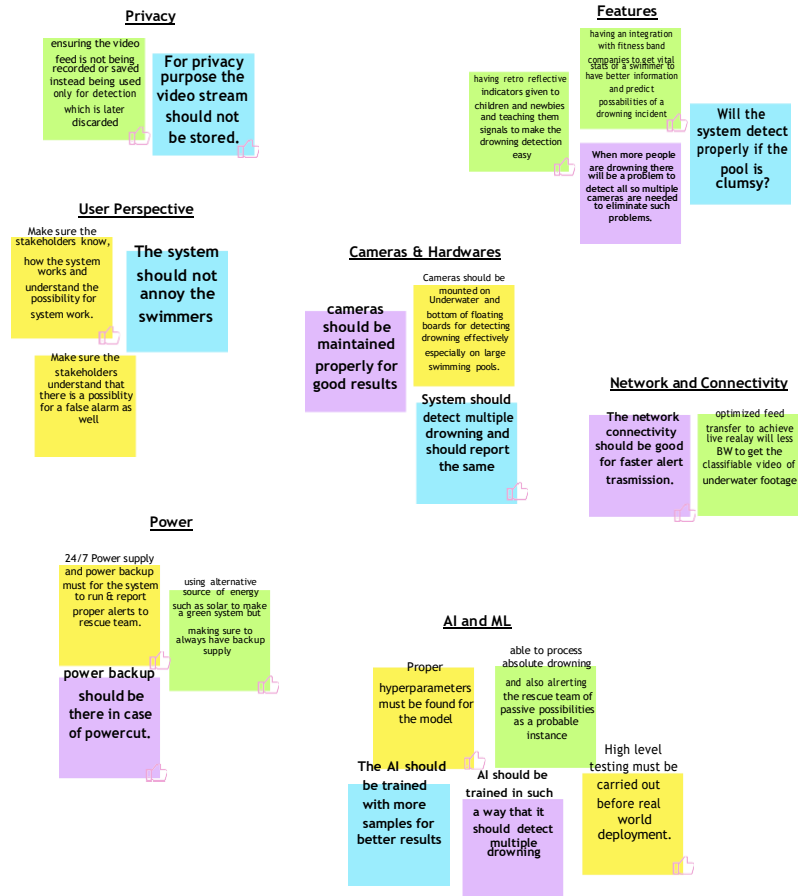 Privacy
ensuring the video
feed is not being
recorded or saved
instead being used
only for detection
which is later
discarded
For privacy
purpose the
video stream
should not
be stored.
Features
having an integration
with fitness band
companies to get vital
stats of a swimmer to
have better information
and predict
possabilities of a
drowning incident
having retro reflective
indicators given to
children and newbies
and teaching them
signals to make the
drowning detection
easy
When more people
are drowning there
will be a problem to
detect all so multiple
cameras are needed
to eliminate such
problems.
Will the
system detect
properly if the
pool is
clumsy?
User Perspective
Make sure the
stakeholders know,
how the system
works and
understand the
possibility for
system work.
The system
should not
annoy the
swimmers
Make sure the
stakeholders
understand that
there is a possiblity
for a false alarm as
well
Cameras & Hardwares
cameras
should be
maintained
properly for
good results
Cameras should be
mounted on
Underwater and
bottom of floating
boards for detecting
drowning effectively
especially on large
swimming pools.
System should
detect multiple
drowning and
should report
the same
Network and Connectivity
The network
connectivity
should be good
for faster alert
trasmission.
optimized feed
transfer to achieve
live realay will less
BW to get the
classifiable video of
underwater footage
Power
24/7 Power supply
and power backup
must for the system
to run & report
proper alerts to
rescue team.
using alternative
source of energy
such as solar to make
a green system but
making sure to
always have backup
supply
power backup
should be
there in case
of powercut.
AI and ML
Proper
hyperparameters
must be found for
the model
able to process
absolute drowning
and also alrerting
the rescue team of
passive possibilities
as a probable
instance
The AI should
be trained
with more
samples for
better results
AI should be
trained in such
a way that it
should detect
multiple
drowning
High level
testing must be
carried out
before real
world
deployment.